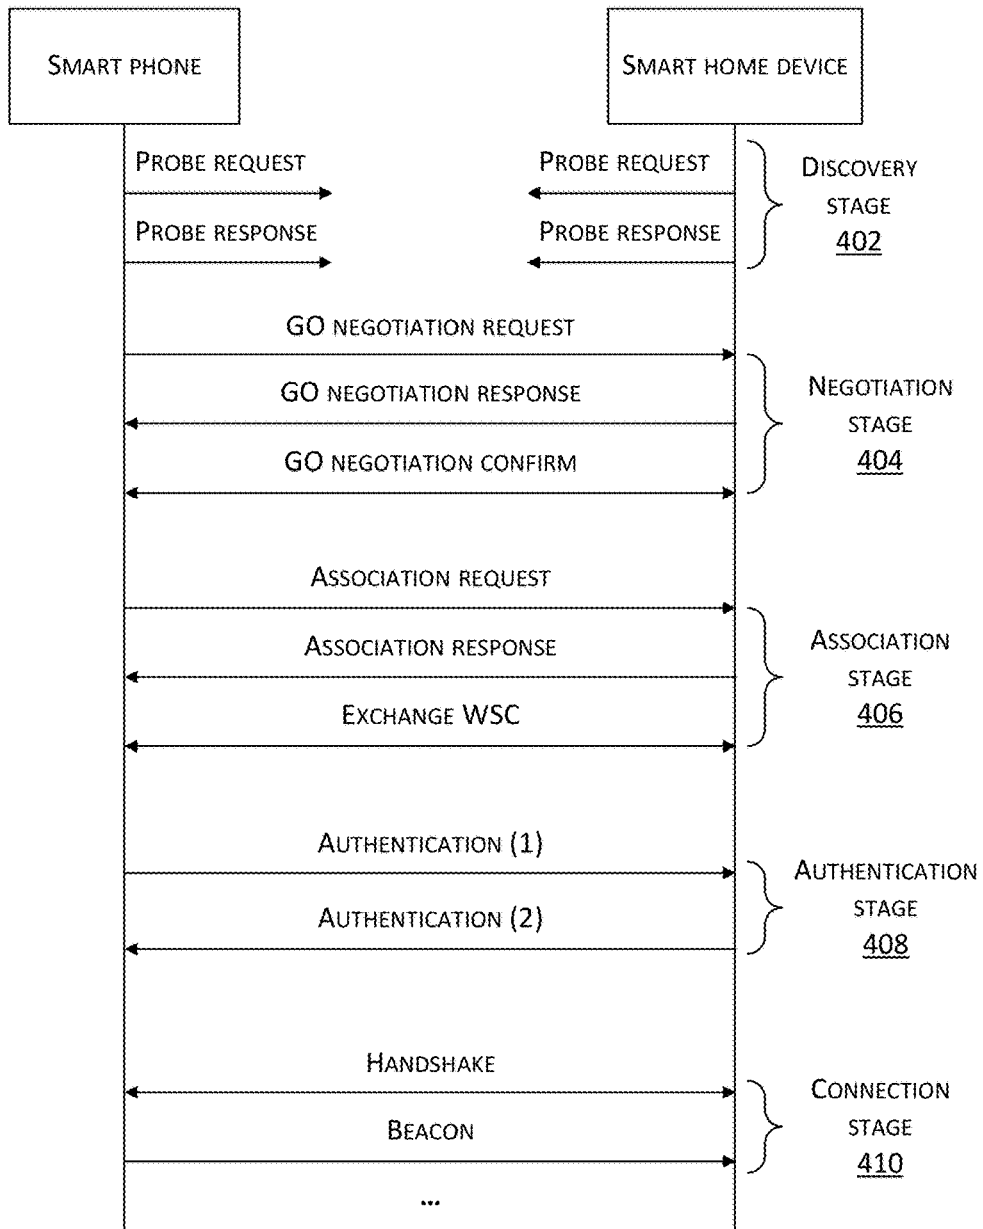 SMART PHONE
SMART HOME DEVICE
PROBE REQUEST
PROBE REQUEST
PROBE RESPONSE
PROBE RESPONSE
DISCOVERY
STAGE
402
GO NEGOTIATION REQUEST
GO NEGOTIATION RESPONSE
GO NEGOTIATION CONFIRM
NEGOTIATION
STAGE
404
ASSOCIATION REQUEST
ASSOCIATION RESPONSE
EXCHANGE WSC
ASSOCIATION
STAGE
406
AUTHENTICATION (1)
AUTHENTICATION (2)
AUTHENTICATION
STAGE
408
HANDSHAKE
BEACON
...
CONNECTION
STAGE
410